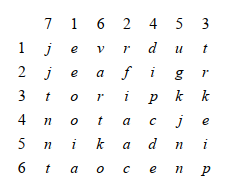 7 1 6 2 4 5 3
1 j e v r d u t
2 j e a f i g r
3 t o r i p k k
4 n o t a c j e
5 n i k a d n i
6 t a o c e n p